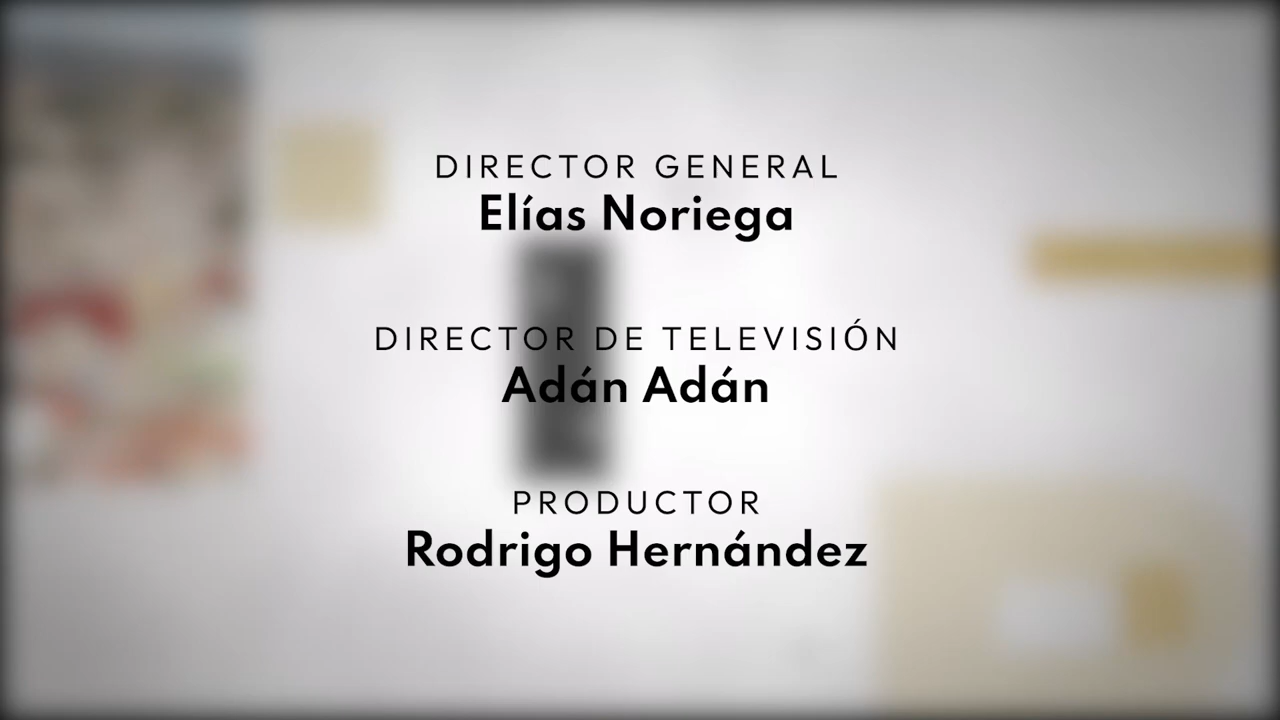 DIRECTOR GENERAL
Elías Noriega
DIRECTOR DE TELEVISIÓN
Adán Adán
PRODUCTOR
Rodrigo Hernández